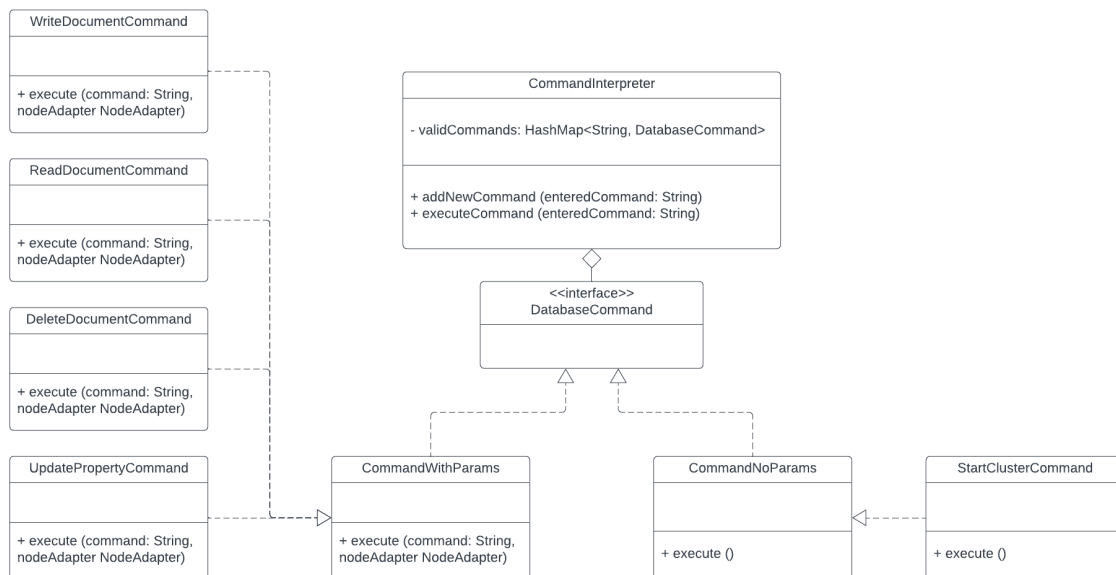 WriteDocumentCommand
+ execute (command: String,
nodeAdapter NodeAdapter)
ReadDocumentCommand
+ execute (command: String,
nodeAdapter NodeAdapter)
DeleteDocumentCommand
+ execute (command: String,
nodeAdapter NodeAdapter)
UpdatePropertyCommand
+ execute (command: String,
nodeAdapter NodeAdapter)
CommandInterpreter
- validCommands: HashMap<String, DatabaseCommand>
+ addNewCommand (enteredCommand: String)
+ executeCommand (enteredCommand: String)
<<interface>>
DatabaseCommand
CommandWithParams
+ execute (command: String,
nodeAdapter NodeAdapter)
CommandNoParams
+ execute ()
StartClusterCommand
+ execute ()